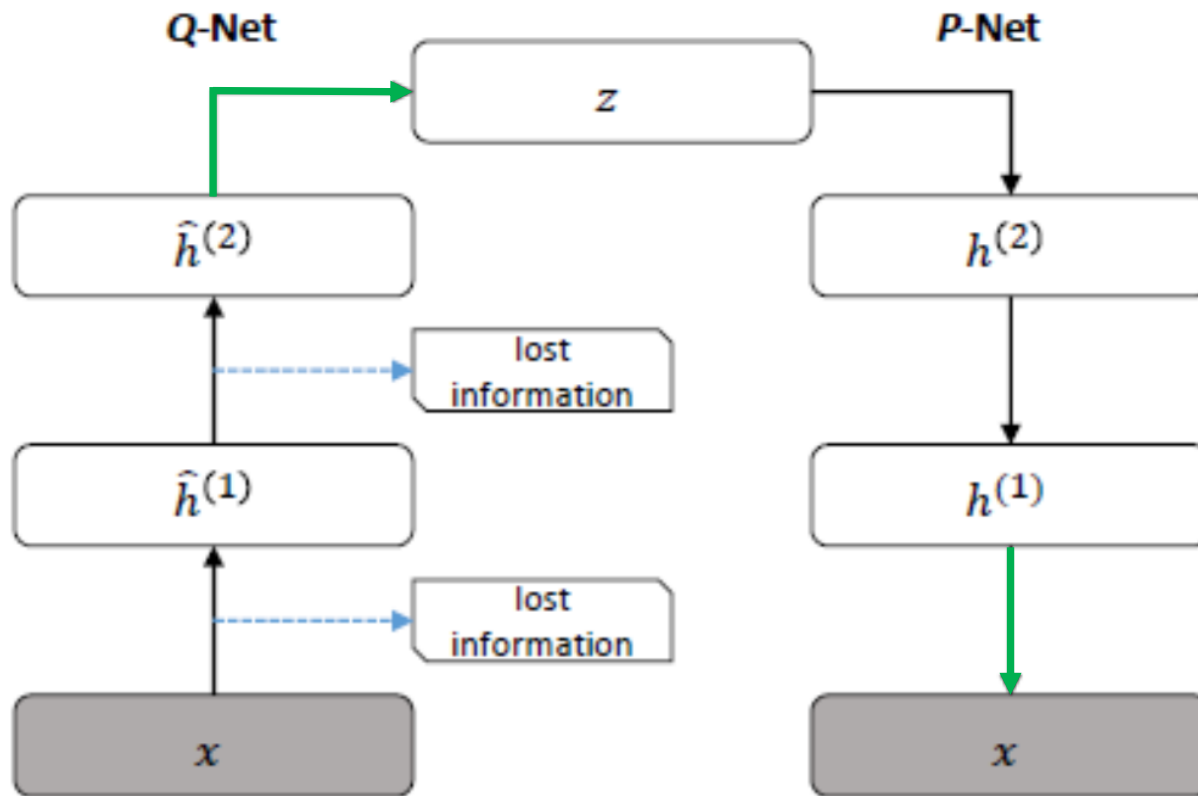 Q-Net
P-Net
z
ĥ⁽²⁾
h⁽²⁾
lost
information
ĥ⁽¹⁾
h⁽¹⁾
lost
information
x
x